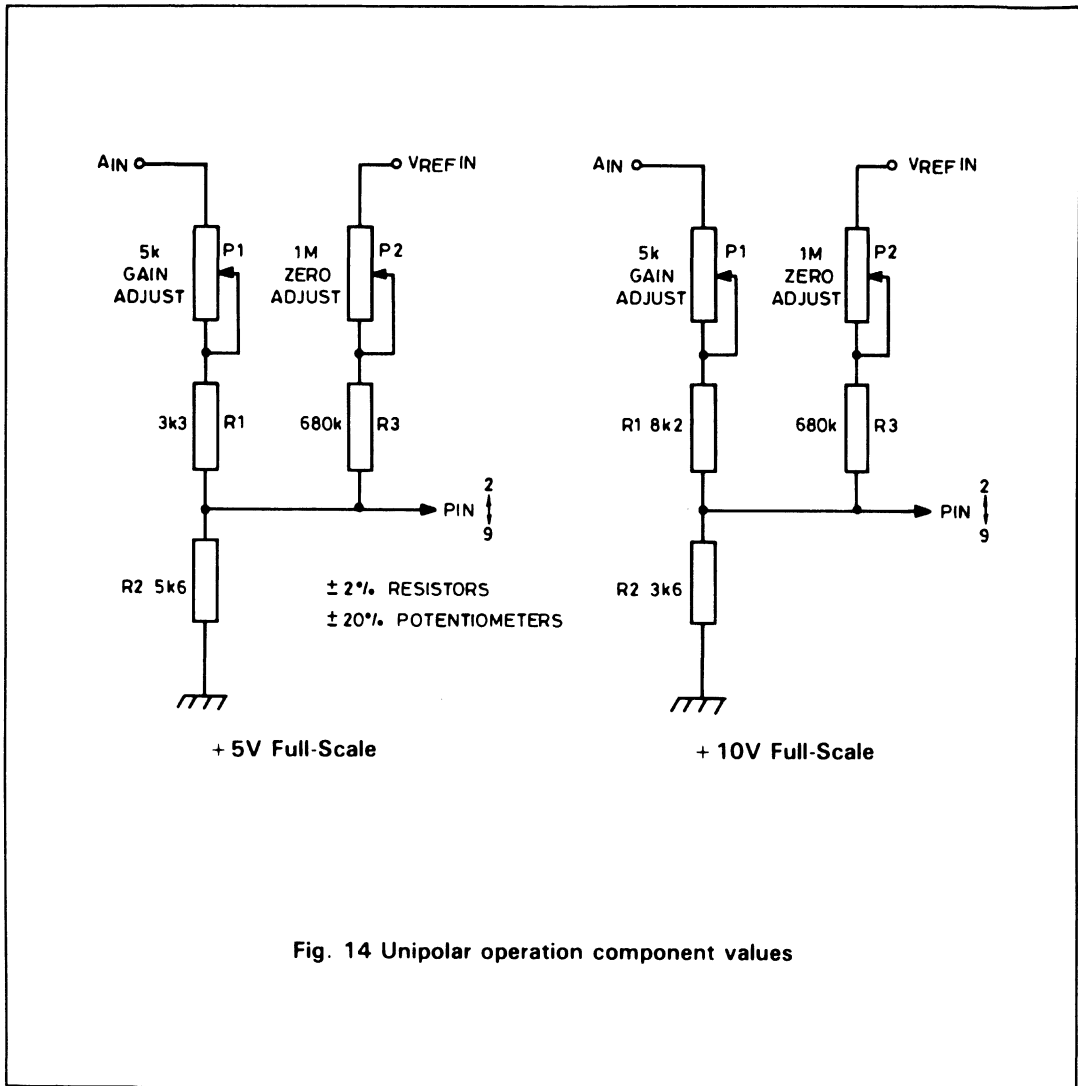 AIN
VREF IN
5k
GAIN
ADJUST
P1
1M
ZERO
ADJUST
P2
3k3
R1
680k
R3
2
PIN
9
R2 5k6
± 2% RESISTORS
± 20% POTENTIOMETERS
+ 5V Full-Scale
AIN
VREF IN
5k
GAIN
ADJUST
P1
1M
ZERO
ADJUST
P2
R1 8k2
680k
R3
2
PIN
9
R2 3k6
+ 10V Full-Scale
Fig. 14 Unipolar operation component values